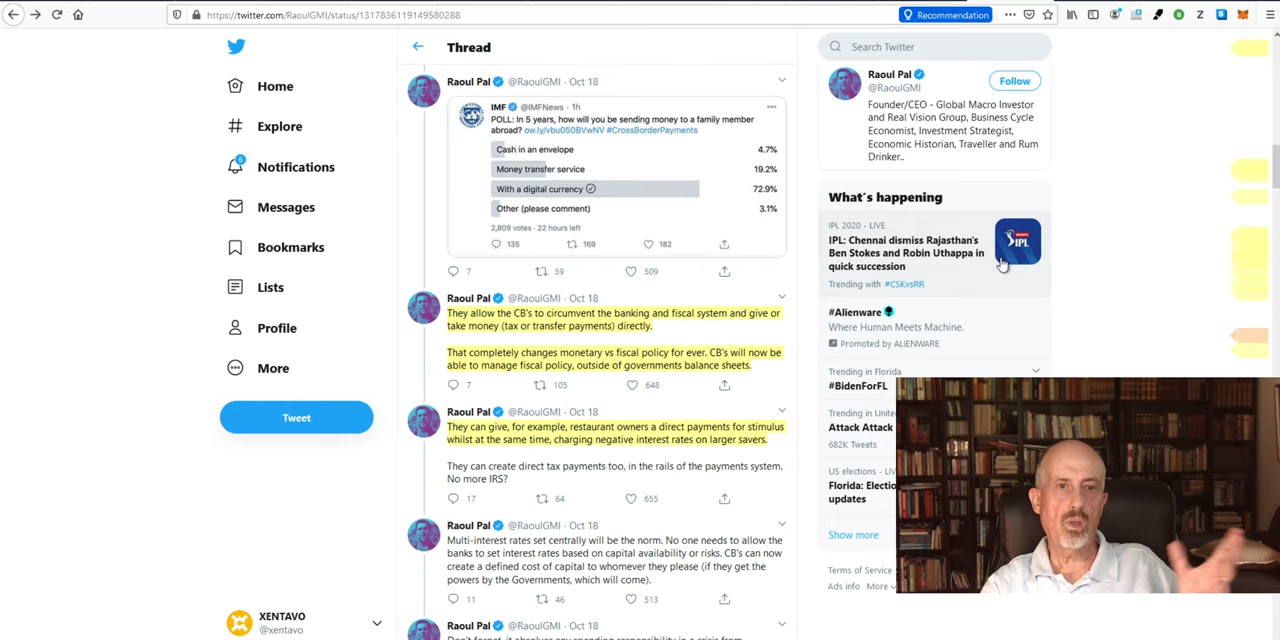 https://twitter.com/RaoulGMI/status/1317836119149580288
Recommendation
Home
Explore
6
Notifications
Messages
Bookmarks
Lists
Profile
More
Tweet
XENTAVO
@xentavo
Thread
Raoul Pal @RaoulGMI · Oct 18
IMF @IMFNews · 1h
POLL: In 5 years, how will you be sending money to a family member
abroad? ow.ly/vbu050BVwNV #CrossBorderPayments
Cash in an envelope 4.7%
Money transfer service 19.2%
With a digital currency 72.9%
Other (please comment) 3.1%
2,809 votes · 22 hours left
135 169 182
7 59 509
Raoul Pal @RaoulGMI · Oct 18
They allow the CB's to circumvent the banking and fiscal system and give or
take money (tax or transfer payments) directly.
That completely changes monetary vs fiscal policy for ever. CB's will now be
able to manage fiscal policy, outside of governments balance sheets.
7 105 648
Raoul Pal @RaoulGMI · Oct 18
They can give, for example, restaurant owners a direct payments for stimulus
whilst at the same time, charging negative interest rates on larger savers.
They can create direct tax payments too, in the rails of the payments system.
No more IRS?
17 64 655
Raoul Pal @RaoulGMI · Oct 18
Multi-interest rates set centrally will be the norm. No one needs to allow the
banks to set interest rates based on capital availability or risks. CB's can now
create a defined cost of capital to whomever they please (if they get the
powers by the Governments, which will come).
11 46 513
Raoul Pal @RaoulGMI · Oct 18
Search Twitter
Raoul Pal
@RaoulGMI
Follow
Founder/CEO - Global Macro Investor
and Real Vision Group, Business Cycle
Economist, Investment Strategist,
Economic Historian, Traveller and Rum
Drinker..
What's happening
IPL 2020 · LIVE
IPL: Chennai dismiss Rajasthan's
Ben Stokes and Robin Uthappa in
quick succession
Trending with #CSKvsRR
IPL
#Alienware
Where Human Meets Machine.
Promoted by ALIENWARE
Trending in Florida
#BidenForFL
Trending in Unite
Attack Attack
682K Tweets
US elections · LIV
Florida: Electio
updates
Show more
Terms of Service
Ads info More